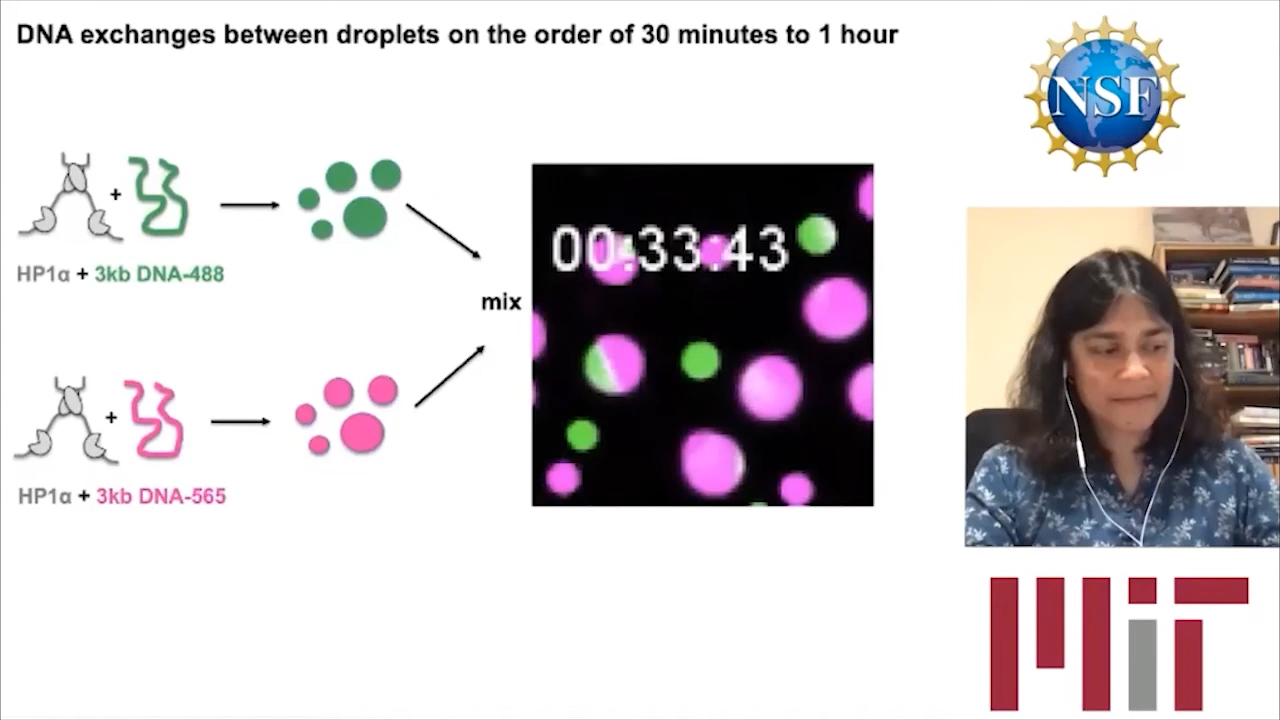 DNA exchanges between droplets on the order of 30 minutes to 1 hour
NSF
+
HP1α + 3kb DNA-488
mix
00:33:43
+
HP1α + 3kb DNA-565
MIT